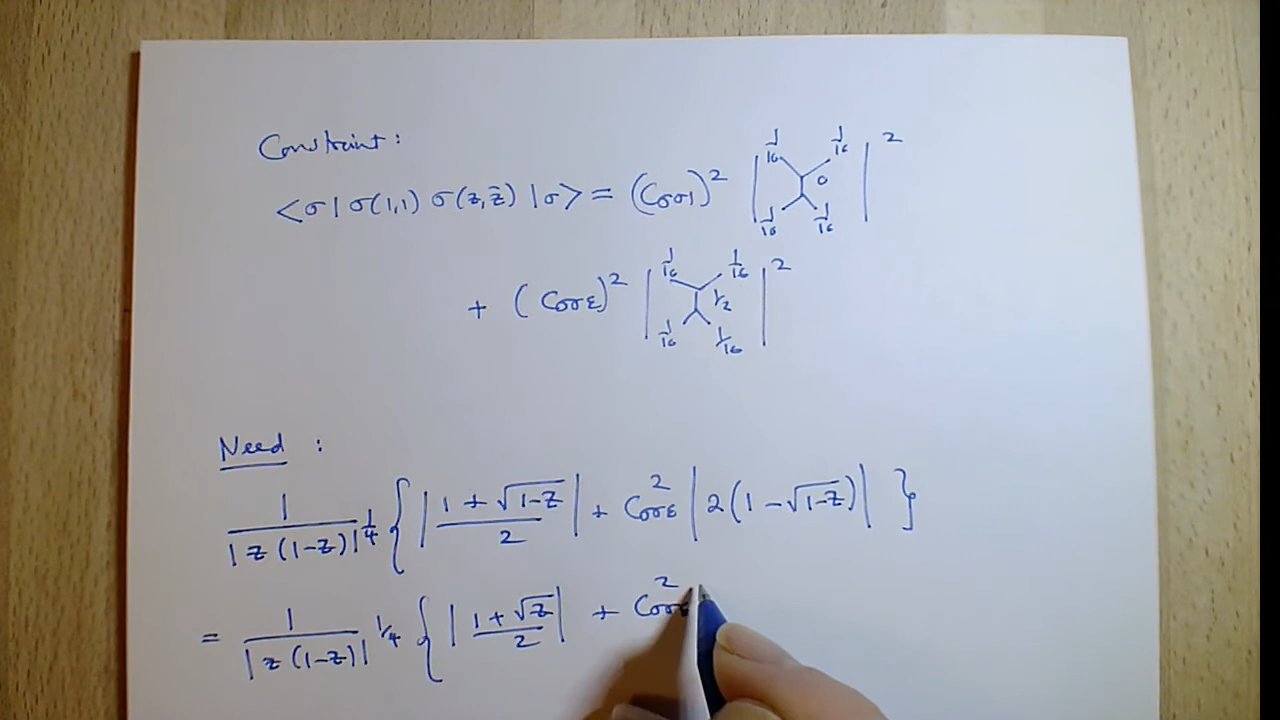 Constraint:
<σ| σ(1,1) σ(z,z̄) |σ> = (Cσσ1)² | 1/16 1/16 0 1/16 1/16 |²
+ (Cσσε)² | 1/16 1/16 1/2 1/16 1/16 |²
Need :
1/|z(1-z)|^(1/4) { | (1 + √(1-z))/2 | + C²σσε | 2(1 - √(1-z)) | }
= 1/|z(1-z)|^(1/4) { | (1 + √z)/2 | + C²σσε